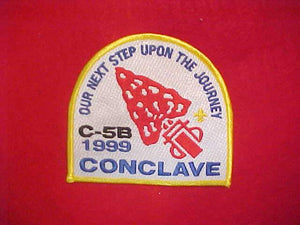 OUR NEXT STEP UPON THE JOURNEY
C-5B
1999
CONCLAVE